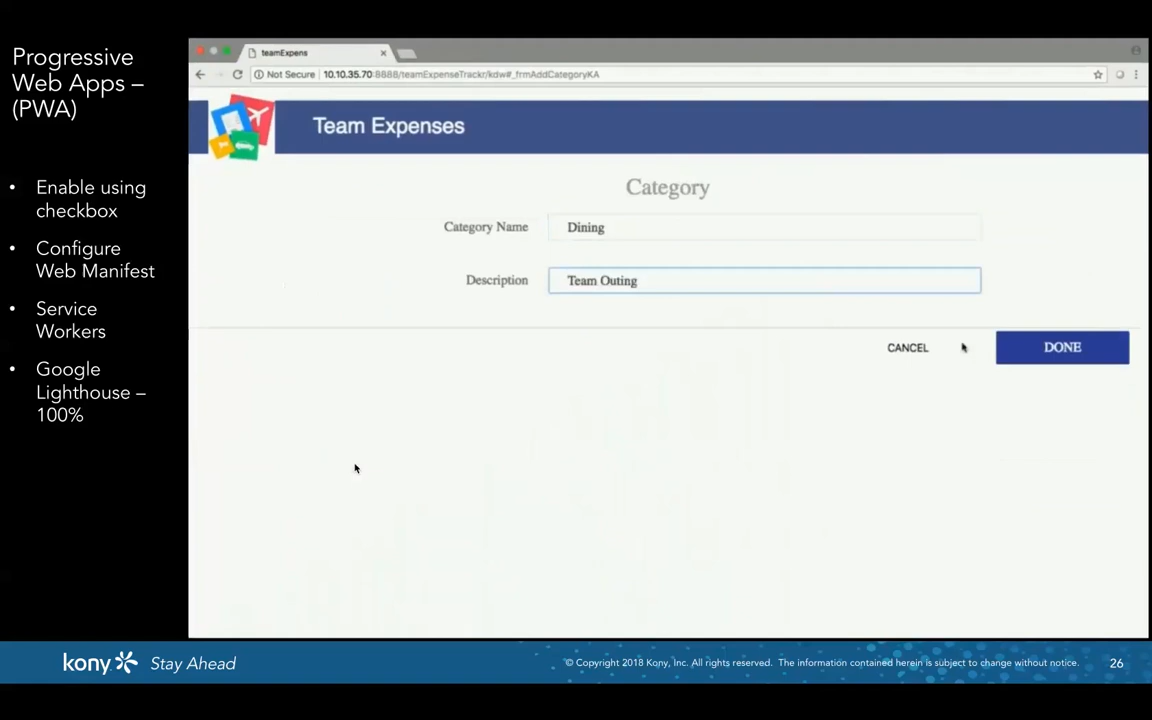 Progressive
Web Apps –
(PWA)
• Enable using
checkbox
• Configure
Web Manifest
• Service
Workers
• Google
Lighthouse –
100%
teamExpens
Not Secure 10.10.35.70:8888/teamExpenseTrackr/kdw#_frmAddCategoryKA
Team Expenses
Category
Category Name Dining
Description Team Outing
CANCEL DONE
kony Stay Ahead
© Copyright 2018 Kony, Inc. All rights reserved. The information contained herein is subject to change without notice. 26